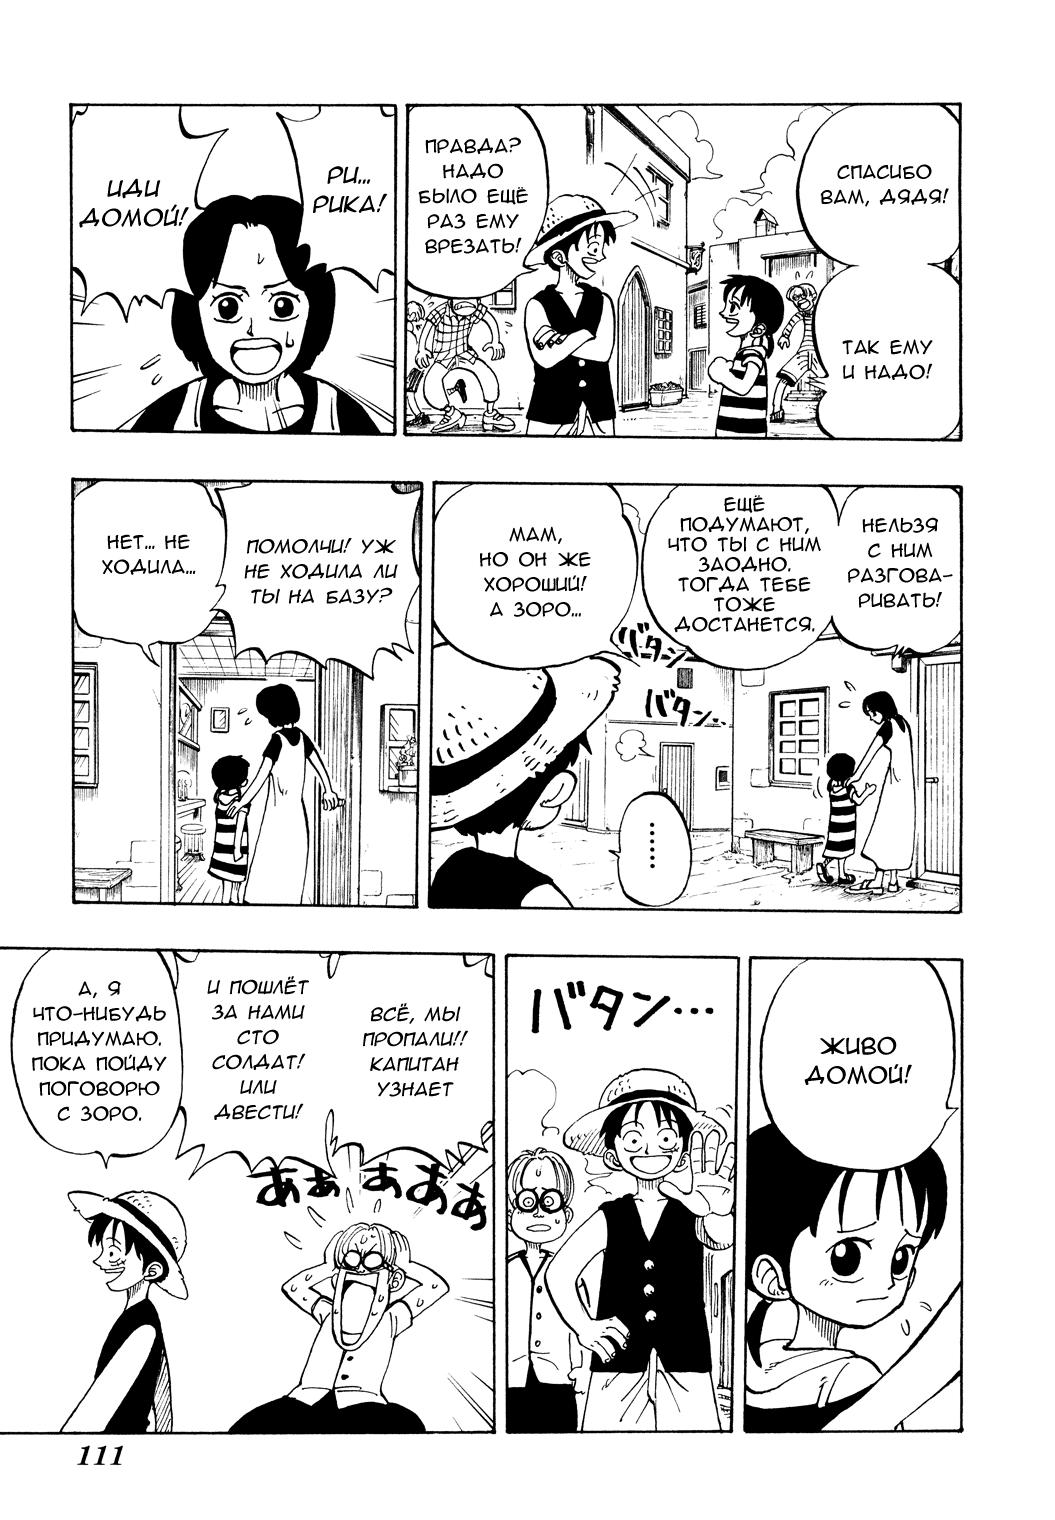 СПАСИБО
ВАМ, ДЯДЯ!
ТАК ЕМУ
И НАДО!
ПРАВДА?
НАДО
БЫЛО ЕЩЁ
РАЗ ЕМУ
ВРЕЗАТЬ!
РИ...
РИКА!
ИДИ
ДОМОЙ!
НЕЛЬЗЯ
С НИМ
РАЗГОВА-
РИВАТЬ!
ЕЩЁ
ПОДУМАЮТ,
ЧТО ТЫ С НИМ
ЗАОДНО.
ТОГДА ТЕБЕ
ТОЖЕ
ДОСТАНЕТСЯ.
МАМ,
НО ОН ЖЕ
ХОРОШИЙ!
А ЗОРО...
バタン
バタン...
......
ПОМОЛЧИ! УЖ
НЕ ХОДИЛА ЛИ
ТЫ НА БАЗУ?
НЕТ... НЕ
ХОДИЛА...
ЖИВО
ДОМОЙ!
バタン...
ВСЁ, МЫ
ПРОПАЛИ!!
КАПИТАН
УЗНАЕТ
И ПОШЛЁТ
ЗА НАМИ
СТО
СОЛДАТ!
ИЛИ
ДВЕСТИ!
ああぁああ
А, Я
ЧТО-НИБУДЬ
ПРИДУМАЮ.
ПОКА ПОЙДУ
ПОГОВОРЮ
С ЗОРО.
111